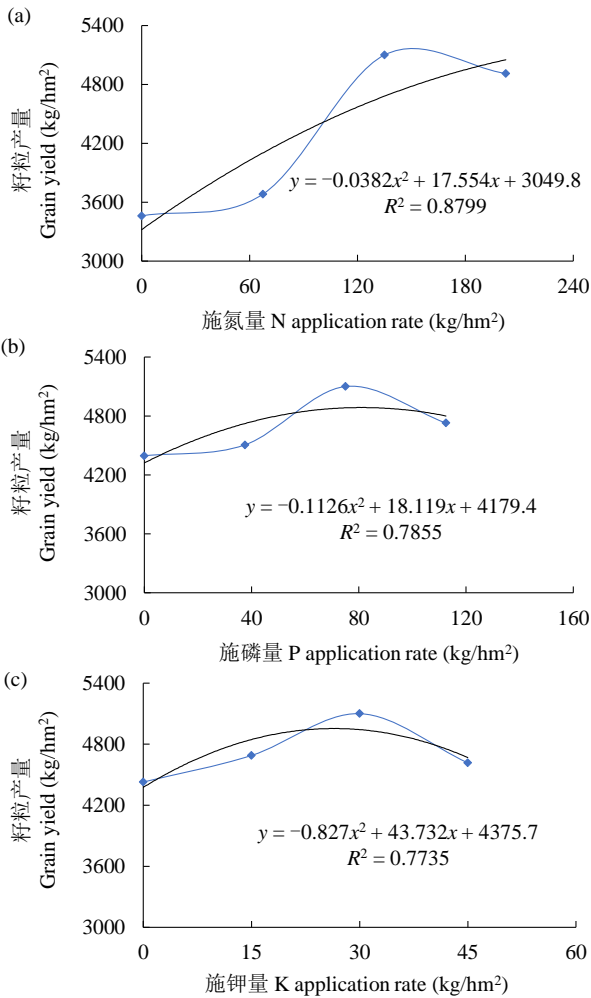 (a)
5400
4800
4200
3600
3000
籽粒产量
Grain yield (kg/hm²)
y = −0.0382x² + 17.554x + 3049.8
R² = 0.8799
0 60 120 180 240
施氮量 N application rate (kg/hm²)
(b)
5400
4800
4200
3600
3000
籽粒产量
Grain yield (kg/hm²)
y = −0.1126x² + 18.119x + 4179.4
R² = 0.7855
0 40 80 120 160
施磷量 P application rate (kg/hm²)
(c)
5400
4800
4200
3600
3000
籽粒产量
Grain yield (kg/hm²)
y = −0.827x² + 43.732x + 4375.7
R² = 0.7735
0 15 30 45 60
施钾量 K application rate (kg/hm²)